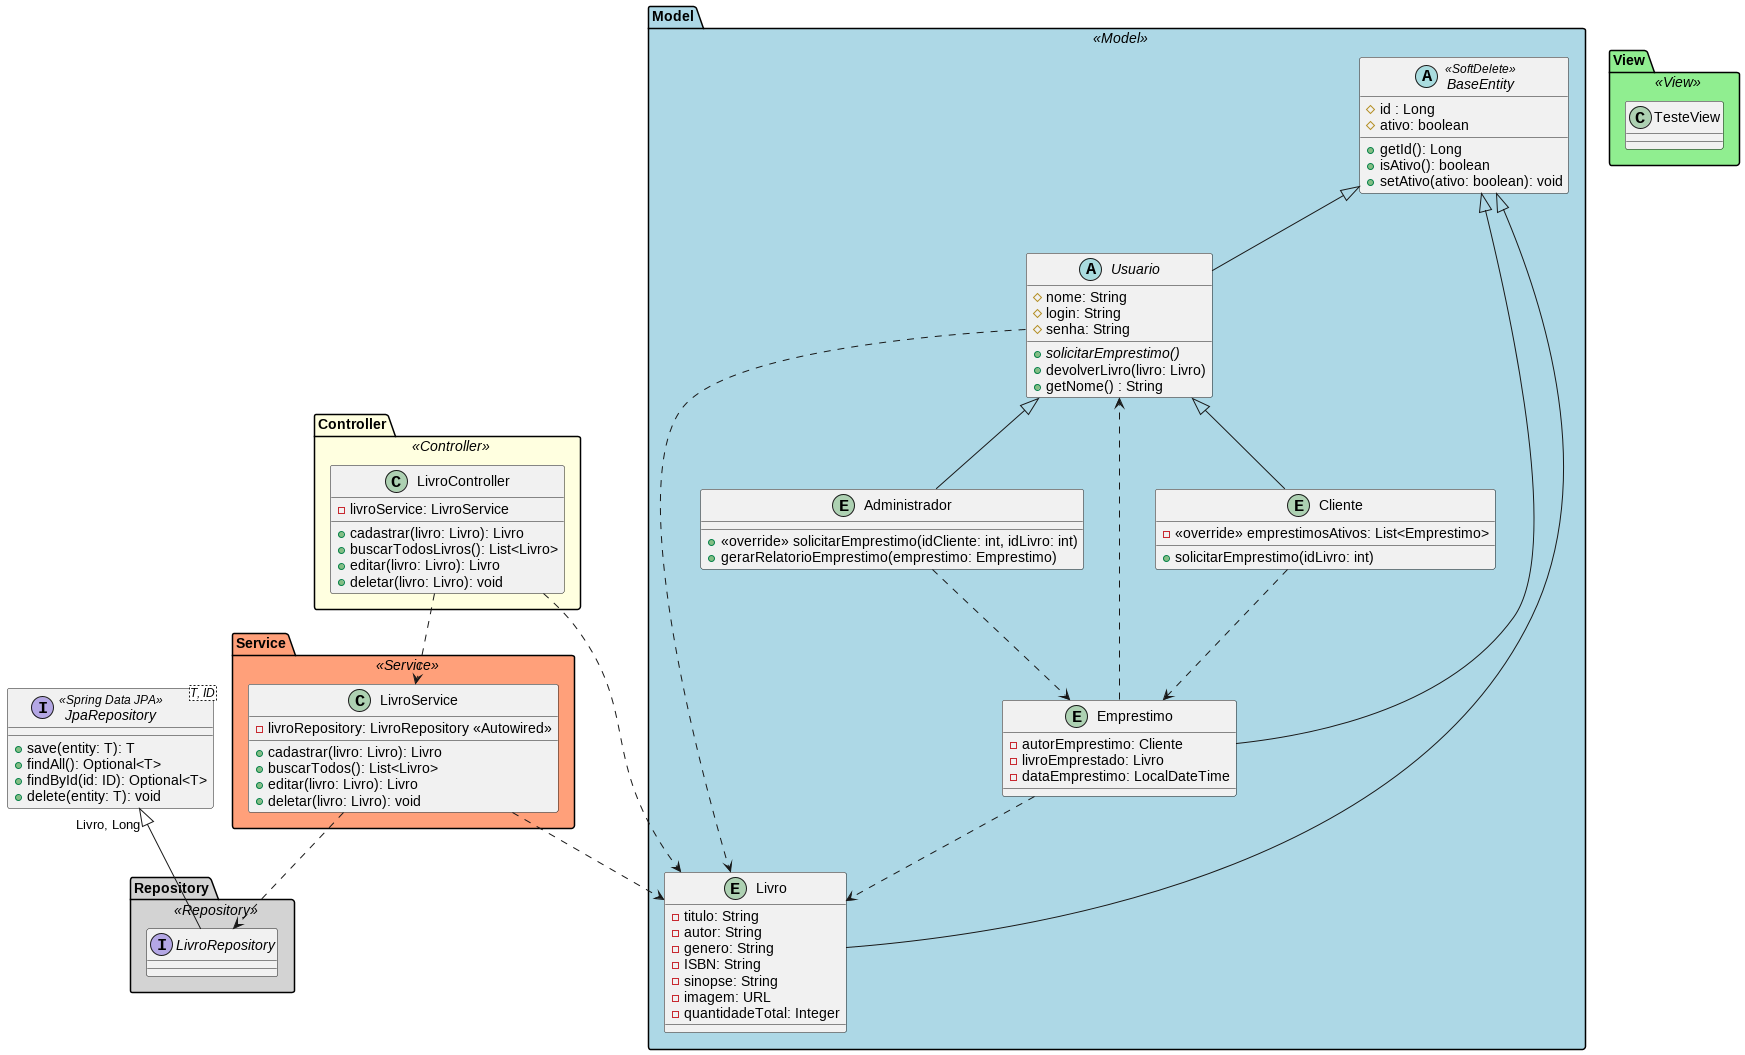 Model
«Model»
A
«SoftDelete»
BaseEntity
id : Long
ativo: boolean
getId(): Long
isAtivo(): boolean
setAtivo(ativo: boolean): void
View
«View»
C
TesteView
A
Usuario
nome: String
login: String
senha: String
solicitarEmprestimo()
devolverLivro(livro: Livro)
getNome() : String
Controller
«Controller»
C
LivroController
livroService: LivroService
cadastrar(livro: Livro): Livro
buscarTodosLivros(): List<Livro>
editar(livro: Livro): Livro
deletar(livro: Livro): void
E
Administrador
«override» solicitarEmprestimo(idCliente: int, idLivro: int)
gerarRelatorioEmprestimo(emprestimo: Emprestimo)
E
Cliente
«override» emprestimosAtivos: List<Emprestimo>
solicitarEmprestimo(idLivro: int)
Service
«Service»
C
LivroService
livroRepository: LivroRepository «Autowired»
cadastrar(livro: Livro): Livro
buscarTodos(): List<Livro>
editar(livro: Livro): Livro
deletar(livro: Livro): void
I
«Spring Data JPA»
JpaRepository
T, ID
save(entity: T): T
findAll(): Optional<T>
findById(id: ID): Optional<T>
delete(entity: T): void
Livro, Long
E
Emprestimo
autorEmprestimo: Cliente
livroEmprestado: Livro
dataEmprestimo: LocalDateTime
Repository
«Repository»
I
LivroRepository
E
Livro
titulo: String
autor: String
genero: String
ISBN: String
sinopse: String
imagem: URL
quantidadeTotal: Integer